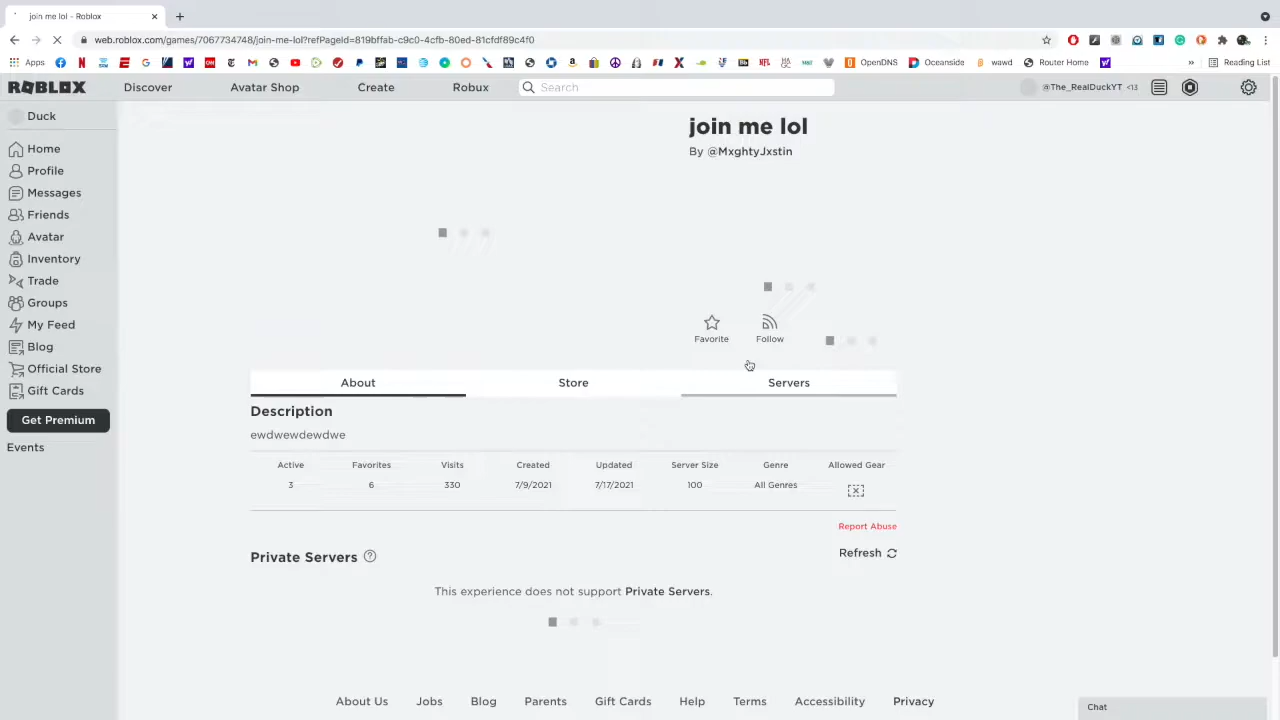 join me lol - Roblox
web.roblox.com/games/7067734748/join-me-lol?refPageId=819bffab-c9c0-4cfb-80ed-81cfdf89c4f0
Apps
OpenDNS
Oceanside
wawd
Router Home
»
Reading List
ROBLOX
Discover
Avatar Shop
Create
Robux
Search
@The_RealDuckYT <13
Duck
Home
Profile
Messages
Friends
Avatar
Inventory
Trade
Groups
My Feed
Blog
Official Store
Gift Cards
Get Premium
Events
join me lol
By @MxghtyJxstin
Favorite
Follow
About
Store
Servers
Description
ewdwewdewdwe
Active Favorites Visits Created Updated Server Size Genre Allowed Gear
3 6 330 7/9/2021 7/17/2021 100 All Genres
Report Abuse
Private Servers
Refresh
This experience does not support Private Servers.
About Us Jobs Blog Parents Gift Cards Help Terms Accessibility Privacy
Chat